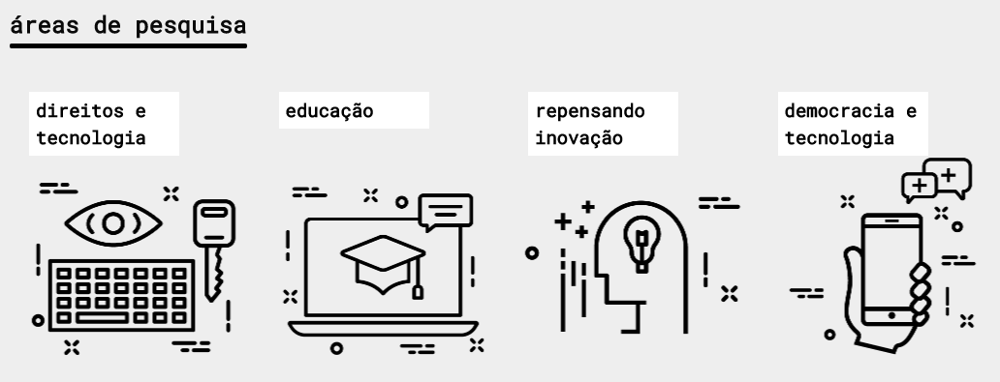 áreas de pesquisa
direitos e
tecnologia
educação
repensando
inovação
democracia e
tecnologia